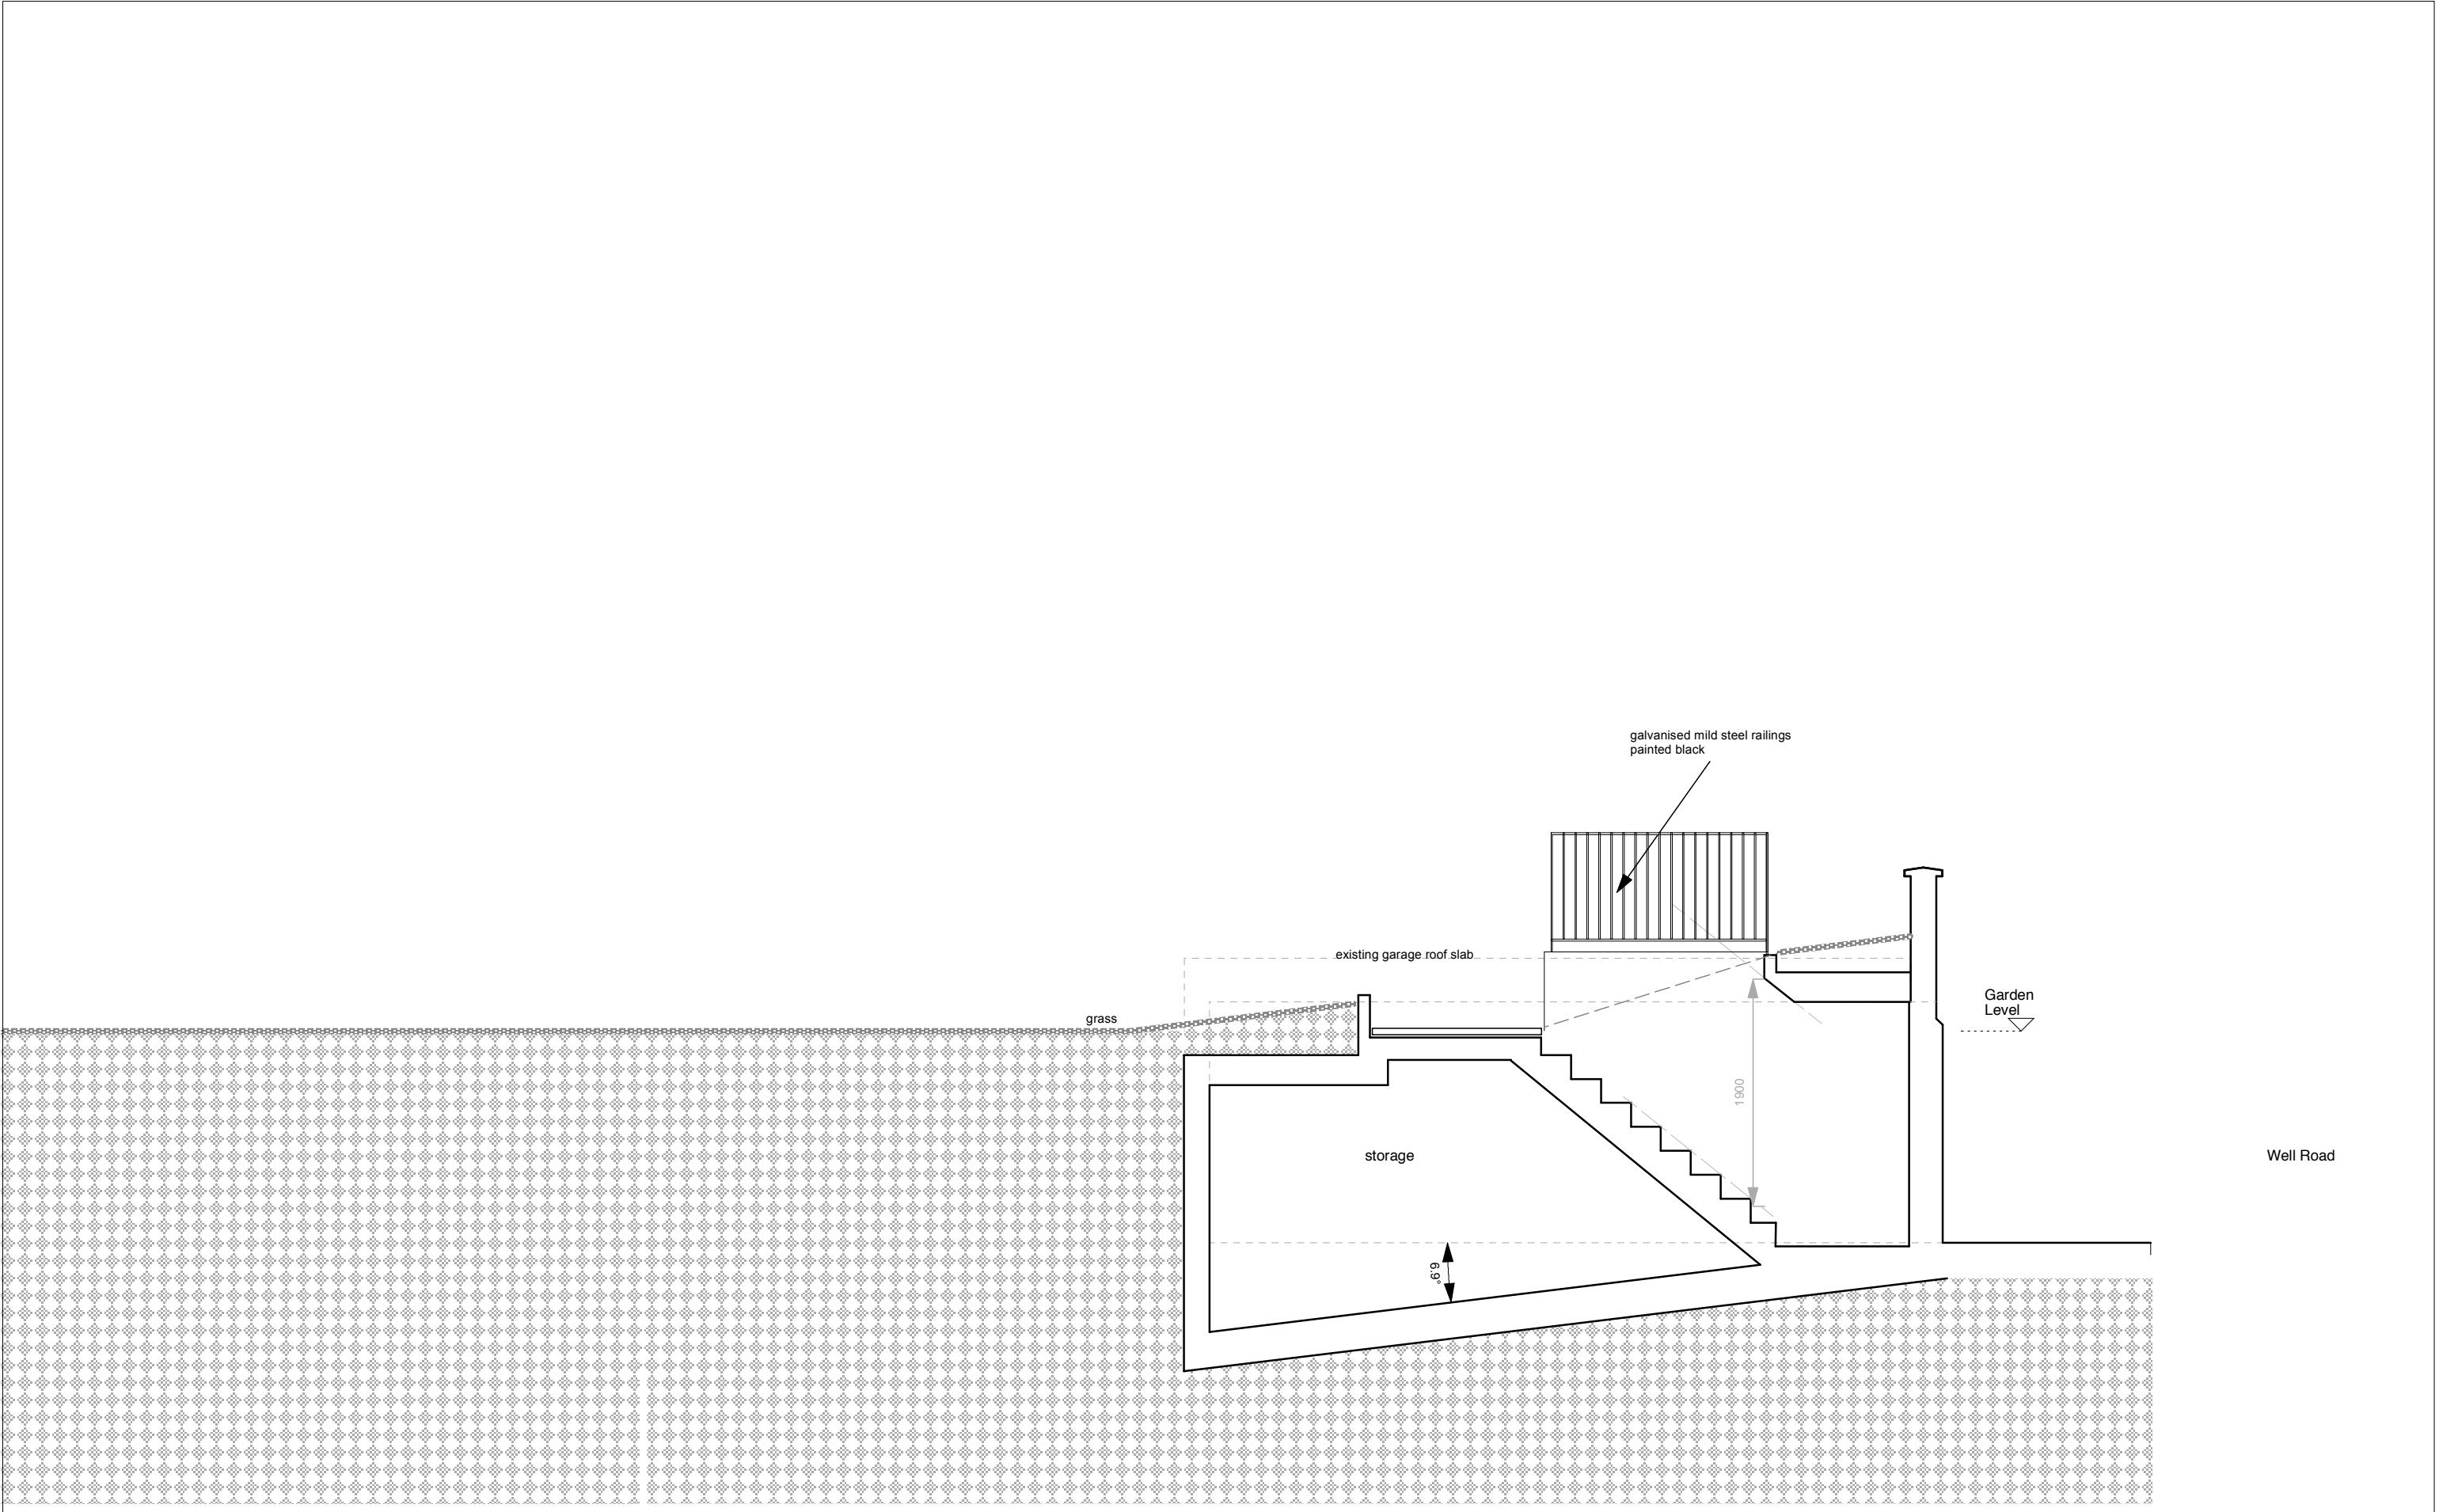 galvanised mild steel railings
painted black
existing garage roof slab
Garden
Level
grass
1900
storage
Well Road
6.9°